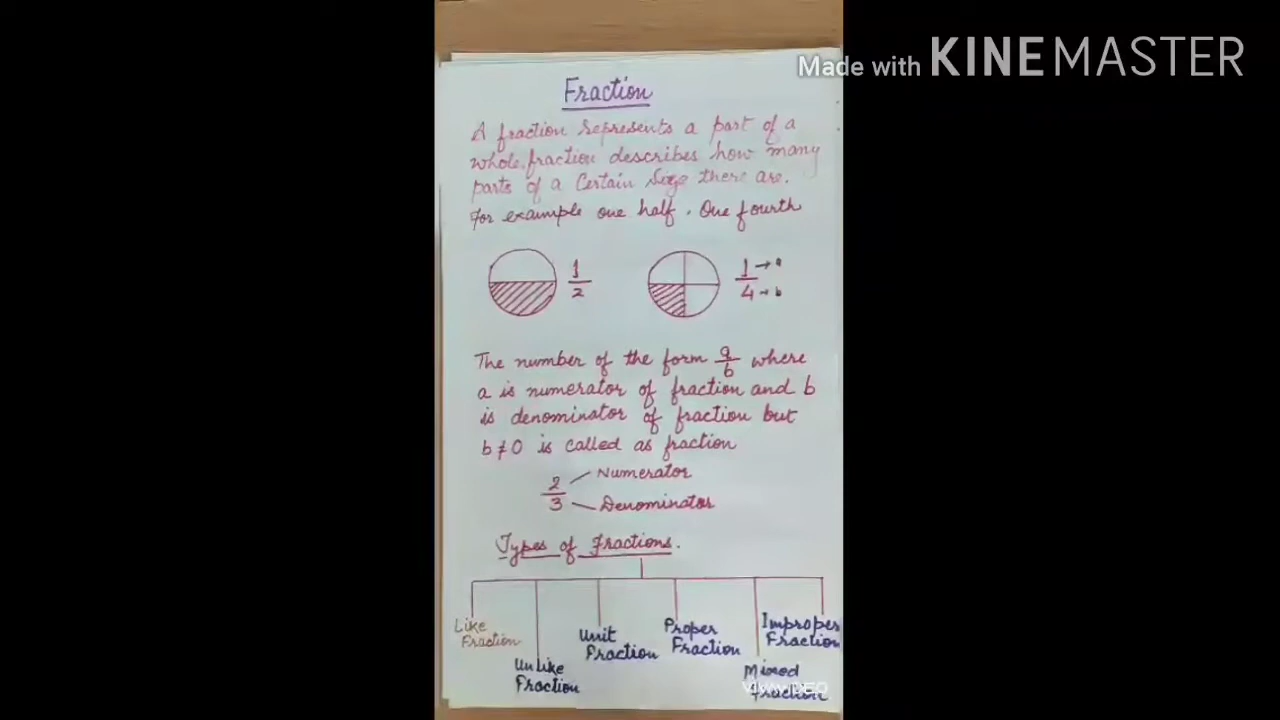 Made with KINEMASTER
Fraction
A fraction represents a part of a
whole. fraction describes how many
parts of a Certain Size there are.
For example one half. One fourth
1/2
1/4 → a → b
The number of the form a/b where
a is numerator of fraction and b
is denominator of fraction but
b≠0 is called as fraction
2/3 Numerator
Denominator
Types of Fractions.
Like Fraction
Unlike Fraction
Unit Fraction
Proper Fraction
Mixed Fraction
Improper Fraction